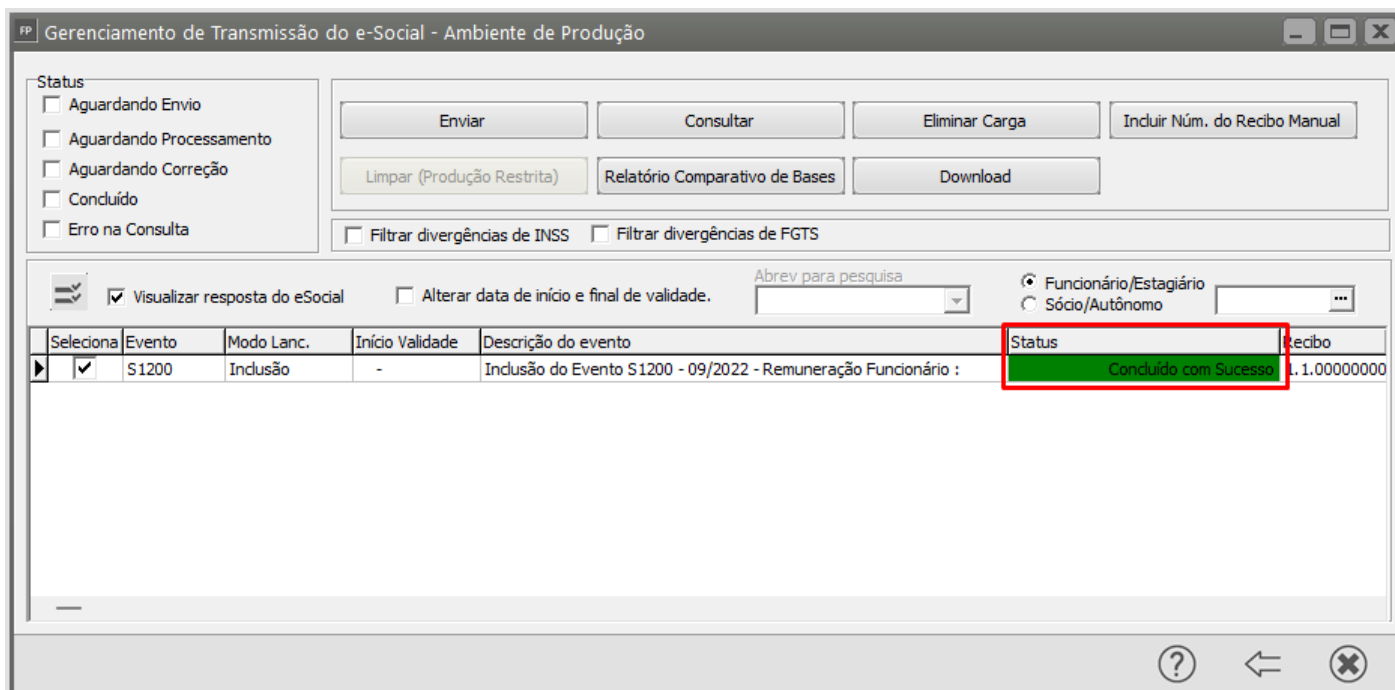 FP Gerenciamento de Transmissão do e-Social - Ambiente de Produção
Status
Aguardando Envio
Aguardando Processamento
Aguardando Correção
Concluído
Erro na Consulta
Enviar Consultar Eliminar Carga Incluir Núm. do Recibo Manual
Limpar (Produção Restrita) Relatório Comparativo de Bases Download
Filtrar divergências de INSS Filtrar divergências de FGTS
Visualizar resposta do eSocial Alterar data de início e final de validade. Abrev para pesquisa Funcionário/Estagiário
Sócio/Autônomo ...
Seleciona Evento Modo Lanc. Início Validade Descrição do evento Status Recibo
S1200 Inclusão - Inclusão do Evento S1200 - 09/2022 - Remuneração Funcionário : Concluído com Sucesso 1.1.00000000
?